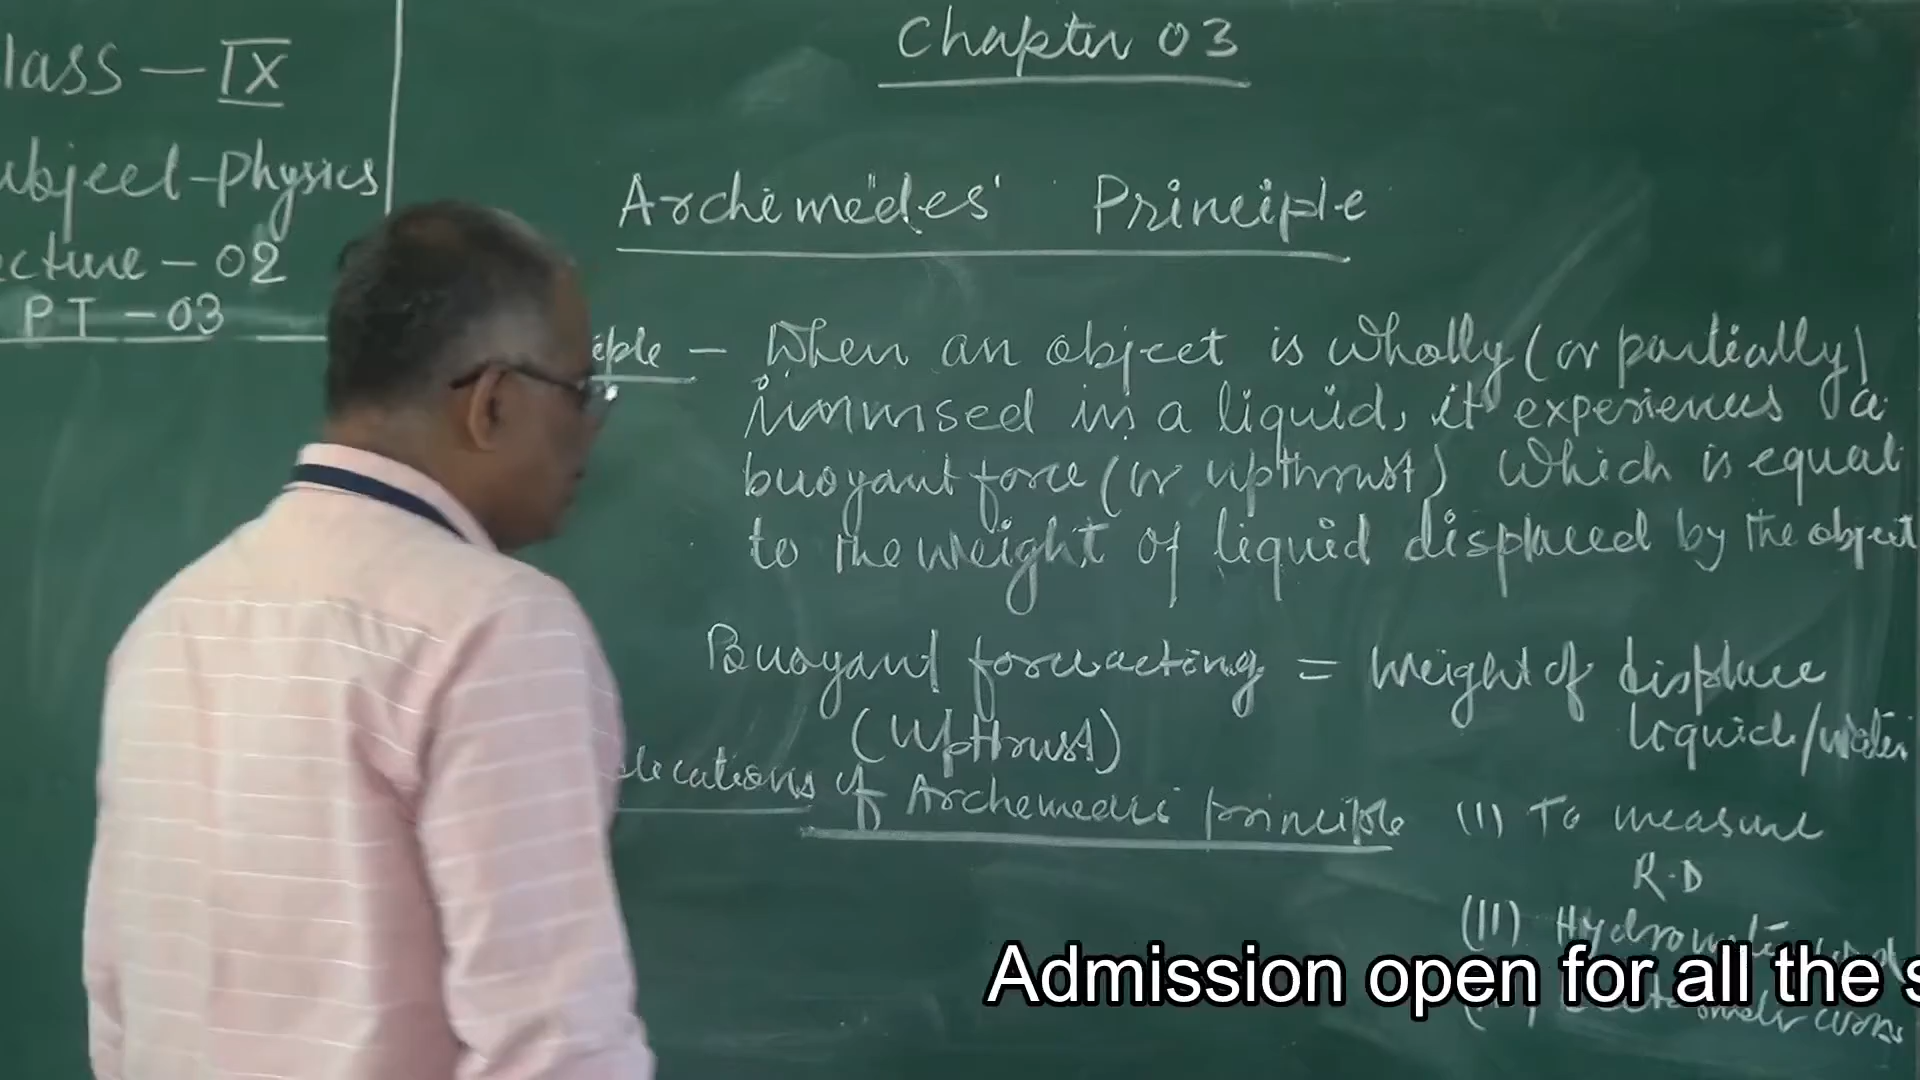 lass - IX
ubject - Physics
ecture - 02
PT - 03
Chapter 03
Archemedes' Principle
iple - When an object is wholly (or partially)
immersed in a liquid, it experiences a
buoyant force (or upthrust) which is equal
to the weight of liquid displaced by the object
Buoyant force acting = Weight of displace
(Upthrust) liquid/water
plications of Archemedes principle (I) To measure
R.D
(II) Hydrometer
Admission open for all the s
works